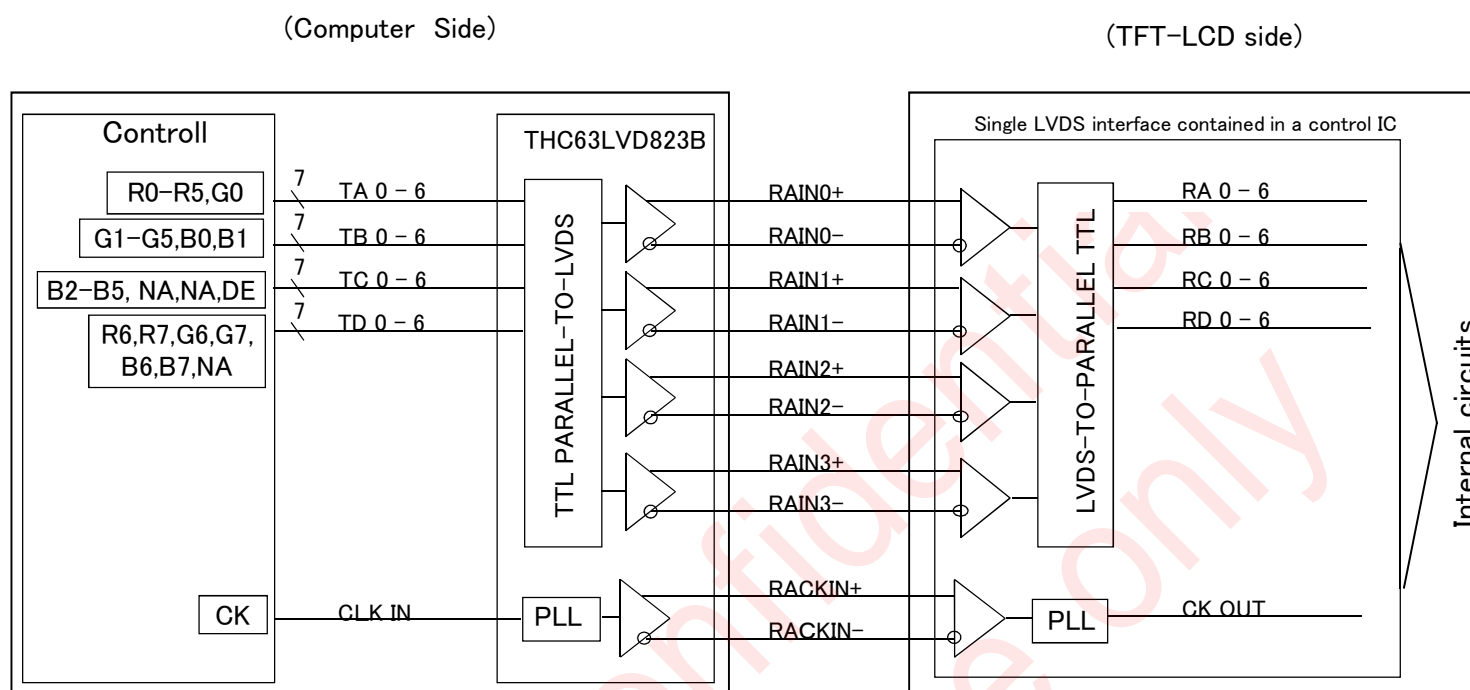 (Computer Side)
(TFT-LCD side)
Controll
THC63LVD823B
Single LVDS interface contained in a control IC
R0-R5,G0
7
TA 0 - 6
RAIN0+
RA 0 - 6
G1-G5,B0,B1
7
TB 0 - 6
RAIN0-
RB 0 - 6
B2-B5, NA,NA,DE
7
TC 0 - 6
RAIN1+
RC 0 - 6
R6,R7,G6,G7,
B6,B7,NA
7
TD 0 - 6
RAIN1-
RD 0 - 6
TTL PARALLEL-TO-LVDS
LVDS-TO-PARALLEL TTL
RAIN2+
RAIN2-
RAIN3+
RAIN3-
Internal circuits
CK
CLK IN
PLL
RACKIN+
RACKIN-
PLL
CK OUT
onfidential
e only